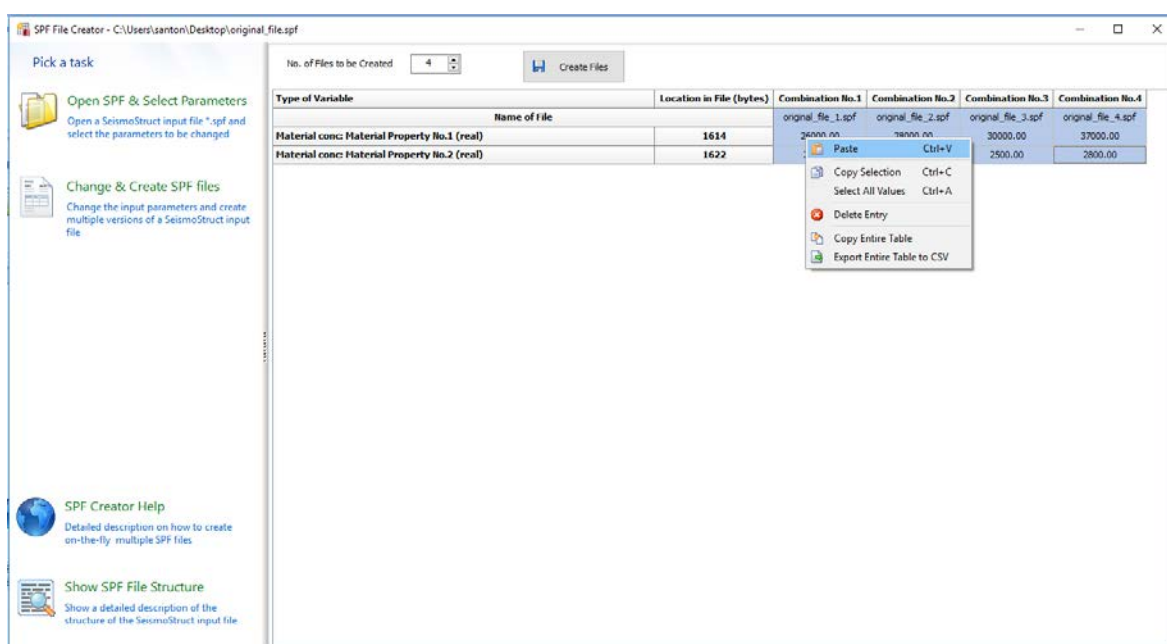 SPF File Creator - C:\Users\santon\Desktop\original_file.spf
Pick a task
No. of Files to be Created 4 Create Files
Open SPF & Select Parameters
Open a SeismoStruct input file *.spf and
select the parameters to be changed
Change & Create SPF files
Change the input parameters and create
multiple versions of a SeismoStruct input
file
SPF Creator Help
Detailed description on how to create
on-the-fly multiple SPF files
Show SPF File Structure
Show a detailed description of the
structure of the SeismoStruct input file
Type of Variable Location in File (bytes) Combination No.1 Combination No.2 Combination No.3 Combination No.4
Name of File original_file_1.spf original_file_2.spf original_file_3.spf original_file_4.spf
Material conc: Material Property No.1 (real) 1614 26000.00 28000.00 30000.00 37000.00
Material conc: Material Property No.2 (real) 1622 2500.00 2800.00
Paste Ctrl+V
Copy Selection Ctrl+C
Select All Values Ctrl+A
Delete Entry
Copy Entire Table
Export Entire Table to CSV